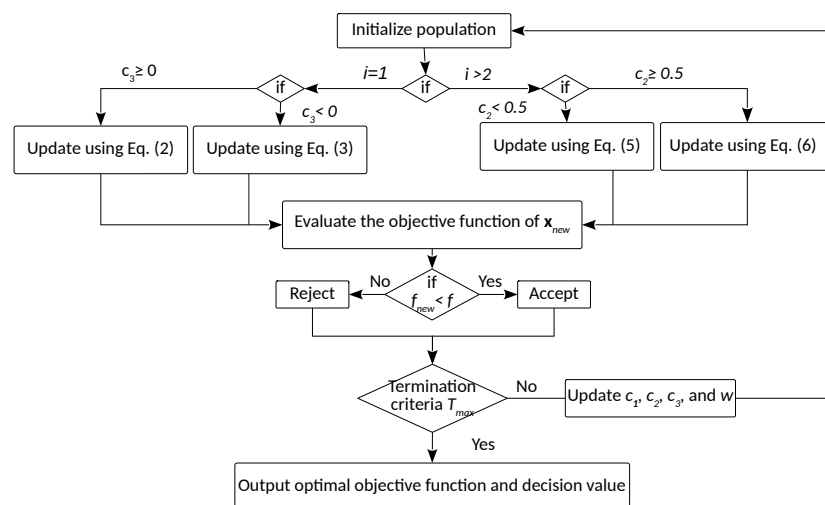 Initialize population
c₃≥ 0
if
i=1
if
i >2
if
c₂≥ 0.5
c₃< 0
c₂< 0.5
Update using Eq. (2)
Update using Eq. (3)
Update using Eq. (5)
Update using Eq. (6)
Evaluate the objective function of x_new
No
if
f_new< f
Yes
Reject
Accept
Termination
criteria T_max
No
Update c₁, c₂, c₃, and w
Yes
Output optimal objective function and decision value